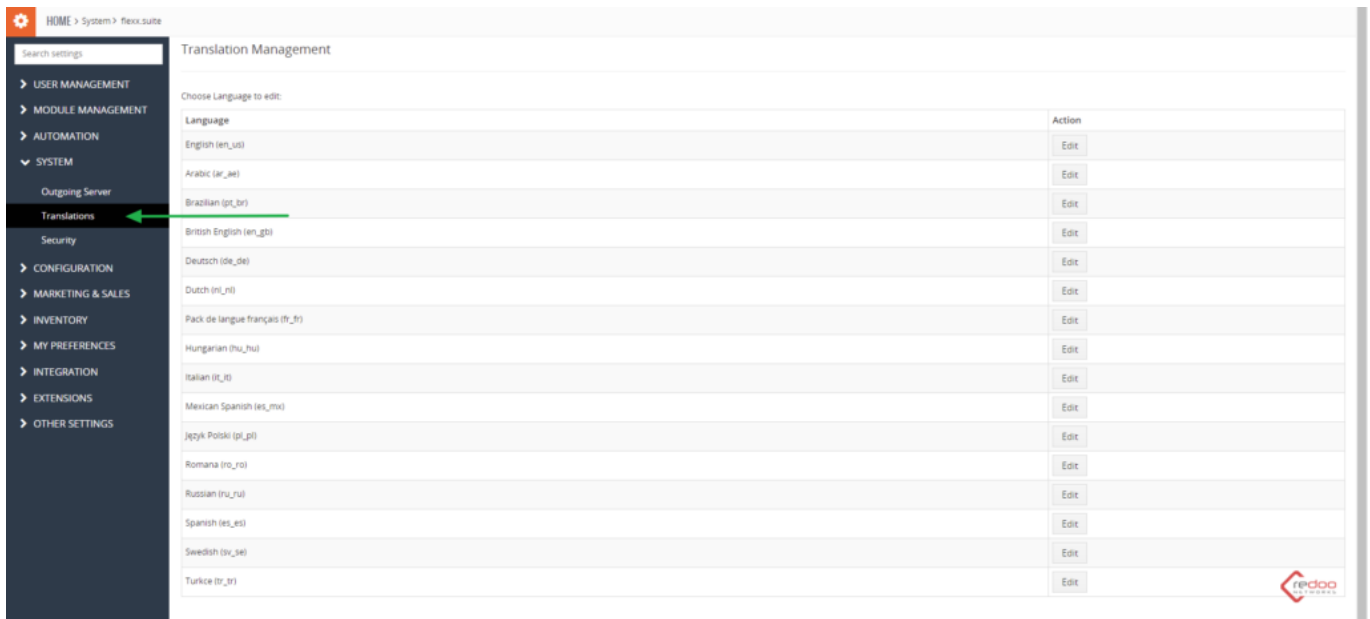 HOME > System > flexx.suite
Search settings
USER MANAGEMENT
MODULE MANAGEMENT
AUTOMATION
SYSTEM
Outgoing Server
Translations
Security
CONFIGURATION
MARKETING & SALES
INVENTORY
MY PREFERENCES
INTEGRATION
EXTENSIONS
OTHER SETTINGS
Translation Management
Choose Language to edit:
Language Action
English (en_us) Edit
Arabic (ar_ae) Edit
Brazilian (pt_br) Edit
British English (en_gb) Edit
Deutsch (de_de) Edit
Dutch (nl_nl) Edit
Pack de langue français (fr_fr) Edit
Hungarian (hu_hu) Edit
Italian (it_it) Edit
Mexican Spanish (es_mx) Edit
Język Polski (pl_pl) Edit
Romana (ro_ro) Edit
Russian (ru_ru) Edit
Spanish (es_es) Edit
Swedish (sv_se) Edit
Turkce (tr_tr) Edit
redoo
NETWORKS